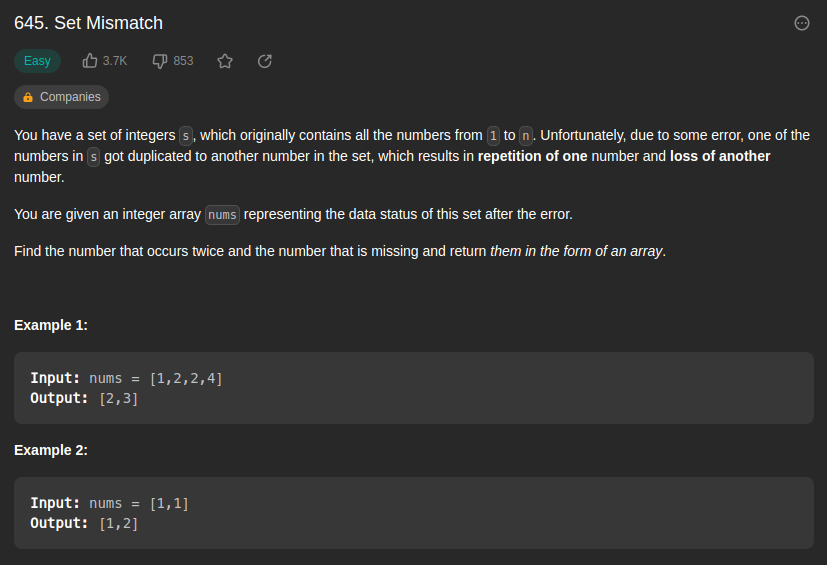 645. Set Mismatch
Easy 3.7K 853
Companies
You have a set of integers s, which originally contains all the numbers from 1 to n. Unfortunately, due to some error, one of the
numbers in s got duplicated to another number in the set, which results in repetition of one number and loss of another
number.
You are given an integer array nums representing the data status of this set after the error.
Find the number that occurs twice and the number that is missing and return them in the form of an array.
Example 1:
Input: nums = [1,2,2,4]
Output: [2,3]
Example 2:
Input: nums = [1,1]
Output: [1,2]